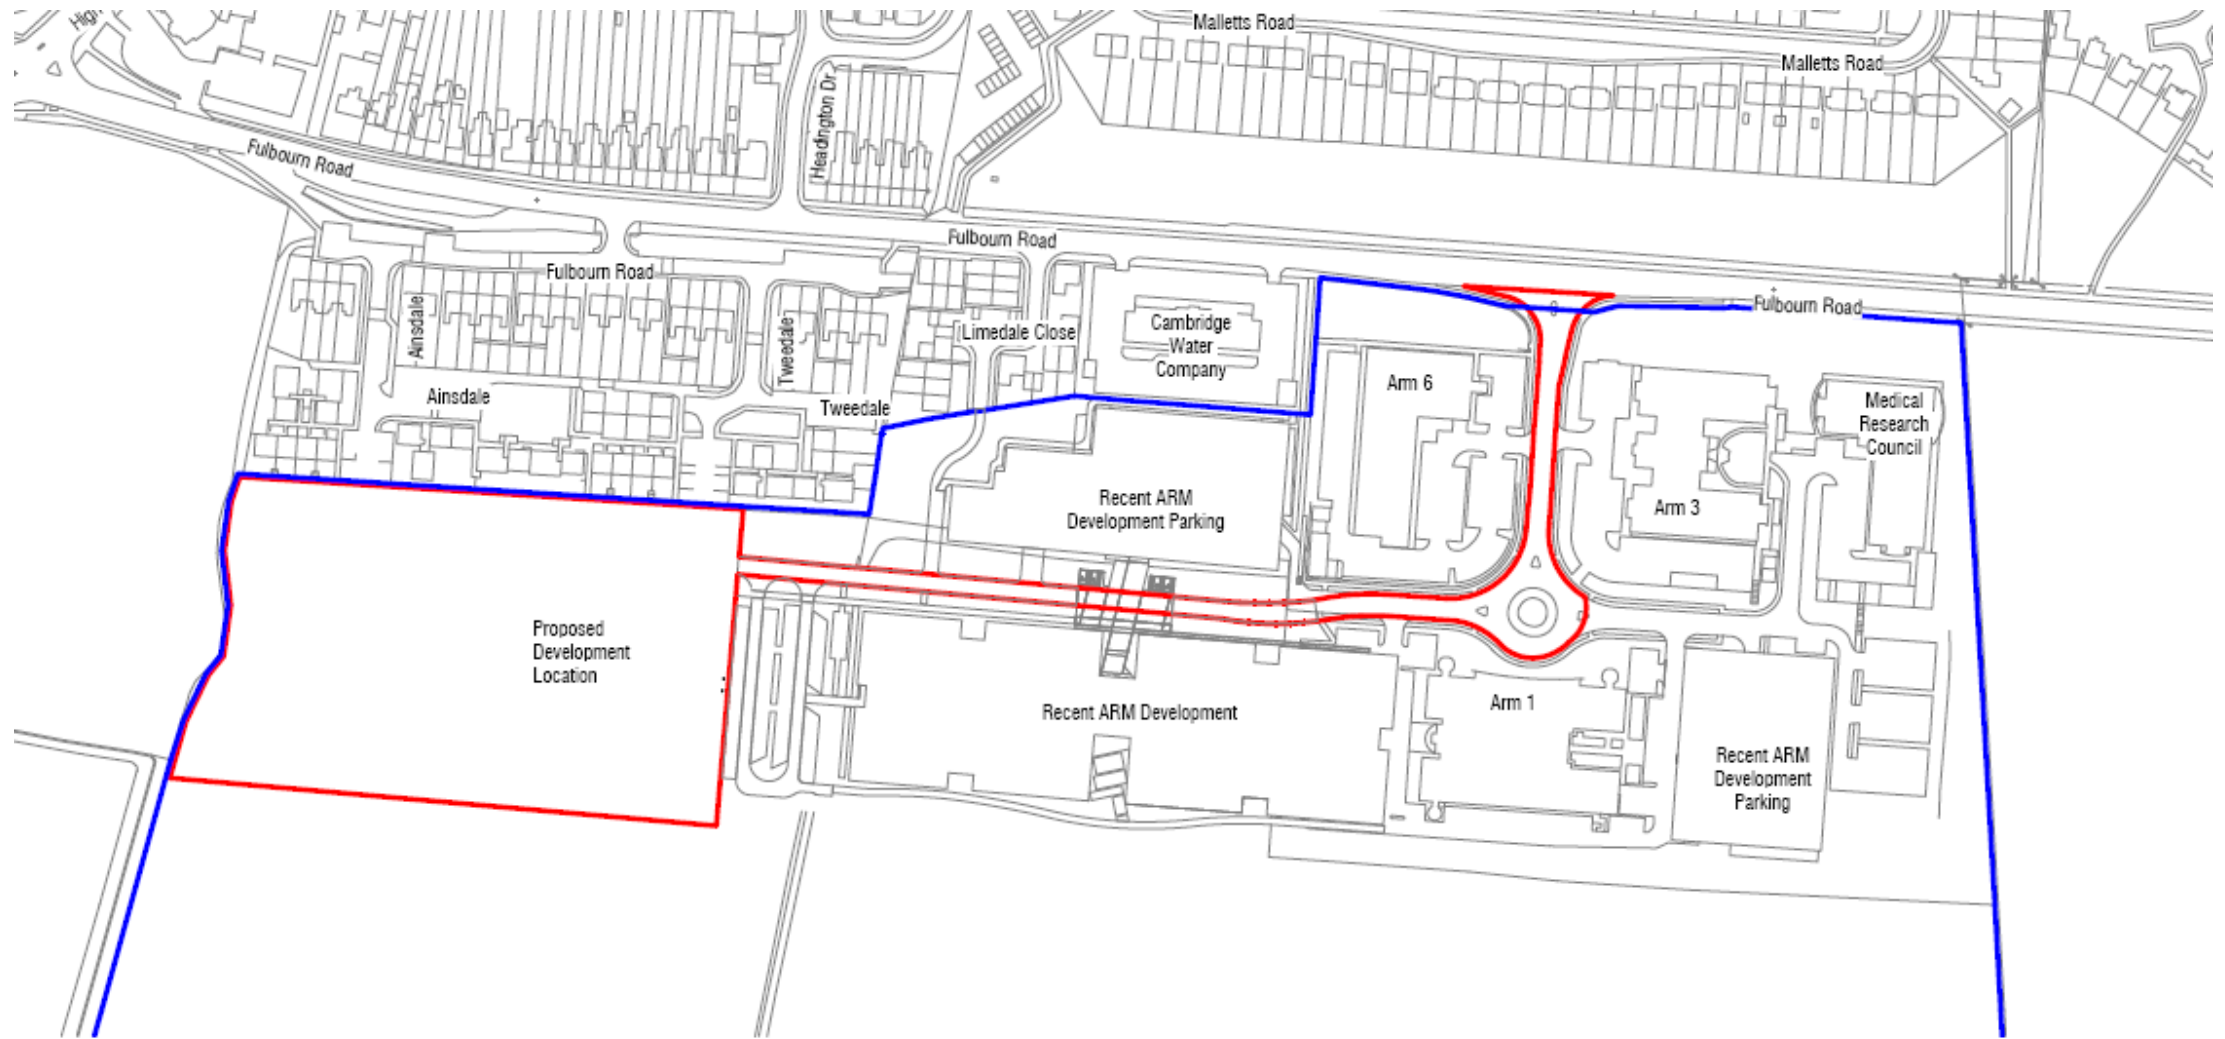 High
Malletts Road
Malletts Road
Headington Dr
Fulbourn Road
Fulbourn Road
Fulbourn Road
Fulbourn Road
Ainsdale
Tweedale
Limedale Close
Cambridge
Water
Company
Arm 6
Ainsdale
Tweedale
Medical
Research
Council
Recent ARM
Development Parking
Arm 3
Proposed
Development
Location
Recent ARM Development
Arm 1
Recent ARM
Development
Parking